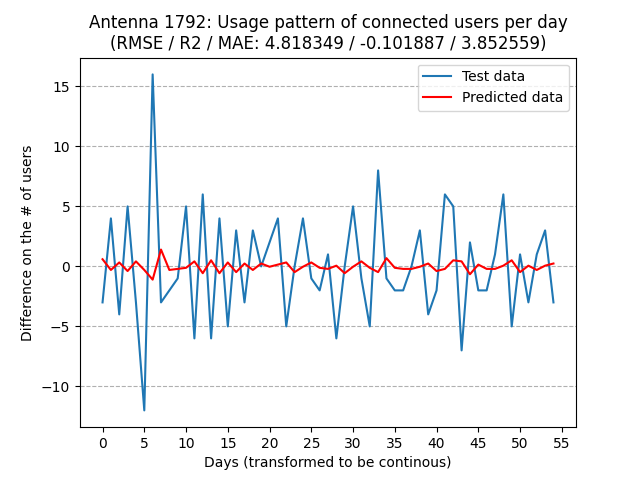 Antenna 1792: Usage pattern of connected users per day
(RMSE / R2 / MAE: 4.818349 / -0.101887 / 3.852559)
Test data
Predicted data
Difference on the # of users
15
10
5
0
−5
−10
0 5 10 15 20 25 30 35 40 45 50 55
Days (transformed to be continous)